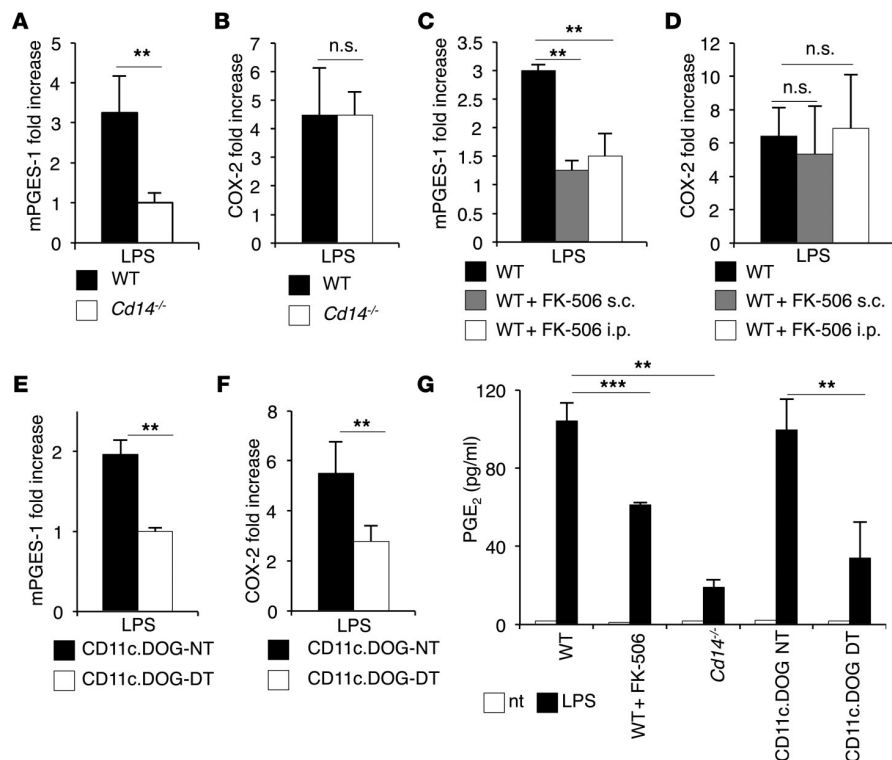 A
mPGES-1 fold increase
5
4
3
2
1
0
**
LPS
WT
Cd14-/-
B
COX-2 fold increase
7
6
5
4
3
2
1
0
n.s.
LPS
WT
Cd14-/-
C
mPGES-1 fold increase
3.5
3
2.5
2
1.5
1
0.5
0
**
**
LPS
WT
WT + FK-506 s.c.
WT + FK-506 i.p.
D
COX-2 fold increase
12
10
8
6
4
2
0
n.s.
n.s.
LPS
WT
WT + FK-506 s.c.
WT + FK-506 i.p.
E
mPGES-1 fold increase
2
1
0
**
LPS
CD11c.DOG-NT
CD11c.DOG-DT
F
COX-2 fold increase
8
6
4
2
0
**
LPS
CD11c.DOG-NT
CD11c.DOG-DT
G
PGE2 (pg/ml)
120
80
40
0
**
***
**
WT
WT + FK-506
Cd14-/-
CD11c.DOG NT
CD11c.DOG DT
nt
LPS